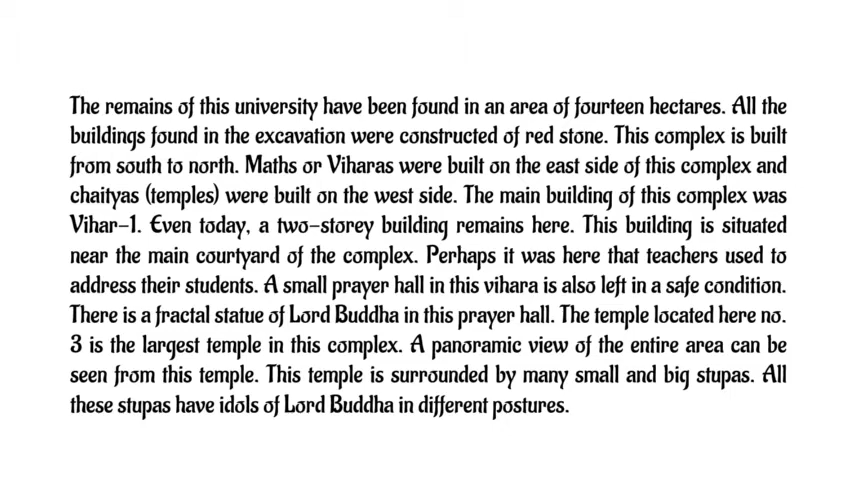 The remains of this university have been found in an area of fourteen hectares. All the
buildings found in the excavation were constructed of red stone. This complex is built
from south to north. Maths or Viharas were built on the east side of this complex and
chaityas (temples) were built on the west side. The main building of this complex was
Vihar-1. Even today, a two-storey building remains here. This building is situated
near the main courtyard of the complex. Perhaps it was here that teachers used to
address their students. A small prayer hall in this vihara is also left in a safe condition.
There is a fractal statue of Lord Buddha in this prayer hall. The temple located here no.
3 is the largest temple in this complex. A panoramic view of the entire area can be
seen from this temple. This temple is surrounded by many small and big stupas. All
these stupas have idols of Lord Buddha in different postures.